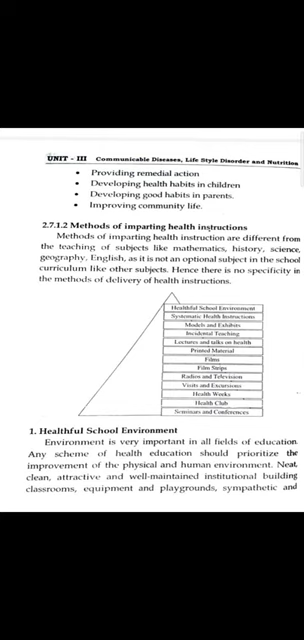 UNIT - III Communicable Diseases, Life Style Disorder and Nutrition
• Providing remedial action
• Developing health habits in children
• Developing good habits in parents.
• Improving community life.
2.7.1.2 Methods of imparting health instructions
Methods of imparting health instruction are different from
the teaching of subjects like mathematics, history, science,
geography, English, as it is not an optional subject in the school
curriculum like other subjects. Hence there is no specificity in
the methods of delivery of health instructions.
Healthful School Environment
Systematic Health Instructions
Models and Exhibits
Incidental Teaching
Lectures and talks on health
Printed Material
Films
Film Strips
Radios and Television
Visits and Excursions
Health Weeks
Health Club
Seminars and Conferences
1. Healthful School Environment
Environment is very important in all fields of education.
Any scheme of health education should prioritize the
improvement of the physical and human environment. Neat,
clean, attractive and well-maintained institutional building
classrooms, equipment and playgrounds, sympathetic and